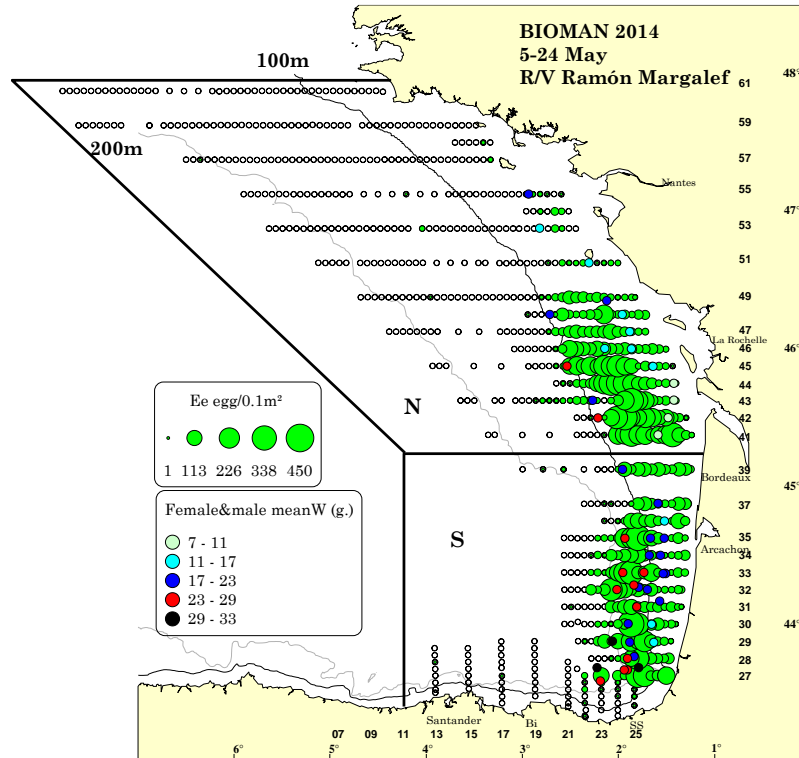 BIOMAN 2014
5-24 May
R/V Ramón Margalef
100m
200m
48°
61
59
57
Nantes
55
47°
53
51
49
47
La Rochelle
46
46°
45
44
43
42
41
N
Ee egg/0.1m²
1 113 226 338 450
39
Bordeaux
45°
37
S
35
Arcachon
34
33
32
31
30
44°
29
28
27
Female&male meanW (g.)
7 - 11
11 - 17
17 - 23
23 - 29
29 - 33
Santander Bi SS
07 09 11 13 15 17 19 21 23 25
6° 5° 4° 3° 2° 1°